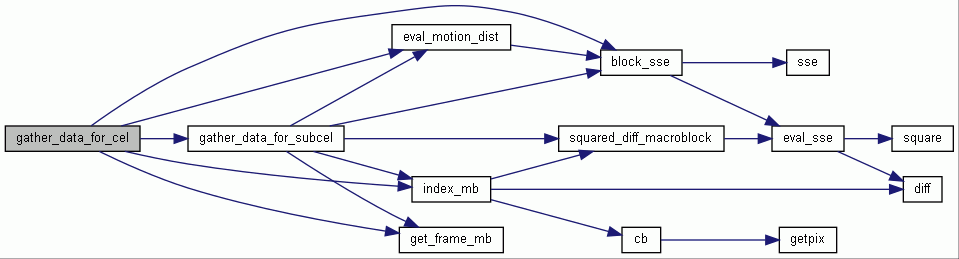 eval_motion_dist
block_sse
sse
gather_data_for_cel
gather_data_for_subcel
squared_diff_macroblock
eval_sse
square
index_mb
diff
get_frame_mb
cb
getpix